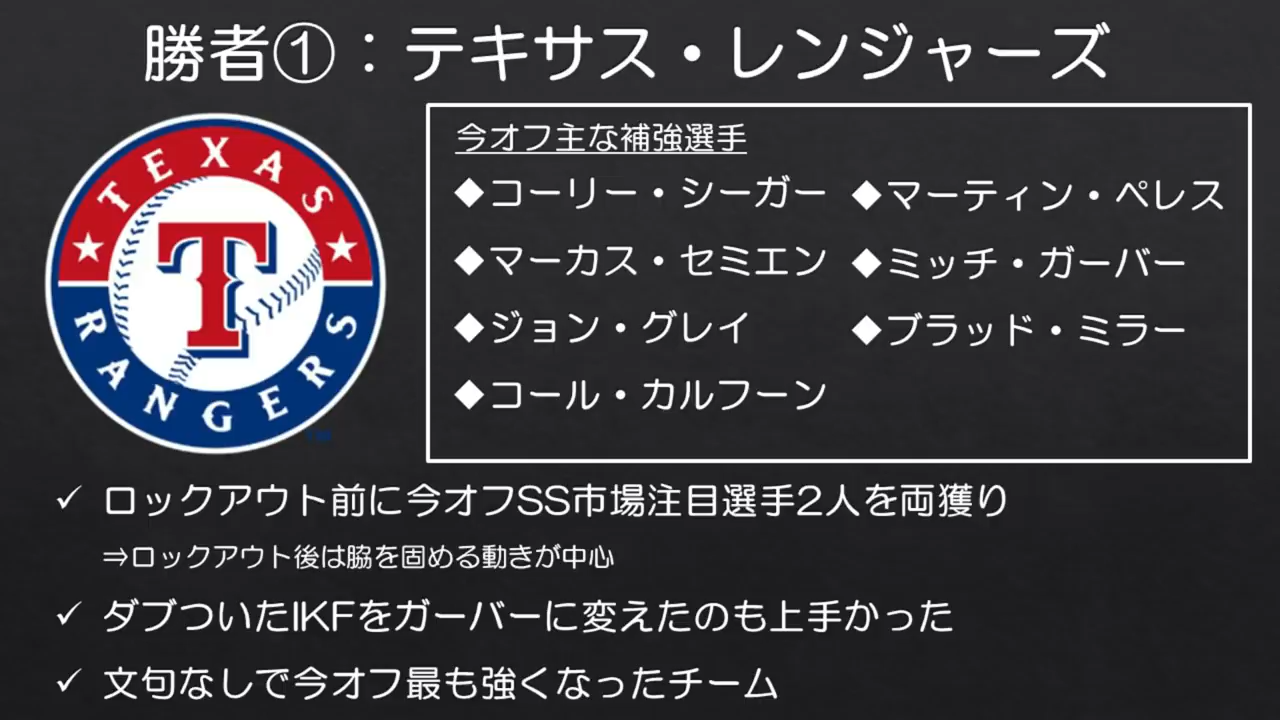 勝者①：テキサス・レンジャーズ
TEXAS
T
RANGERS
TM
今オフ主な補強選手
◆コーリー・シーガー
◆マーカス・セミエン
◆ジョン・グレイ
◆コール・カルフーン
◆マーティン・ペレス
◆ミッチ・ガーバー
◆ブラッド・ミラー
✓ ロックアウト前に今オフSS市場注目選手2人を両獲り
⇒ロックアウト後は脇を固める動きが中心
✓ ダブついたIKFをガーバーに変えたのも上手かった
✓ 文句なしで今オフ最も強くなったチーム